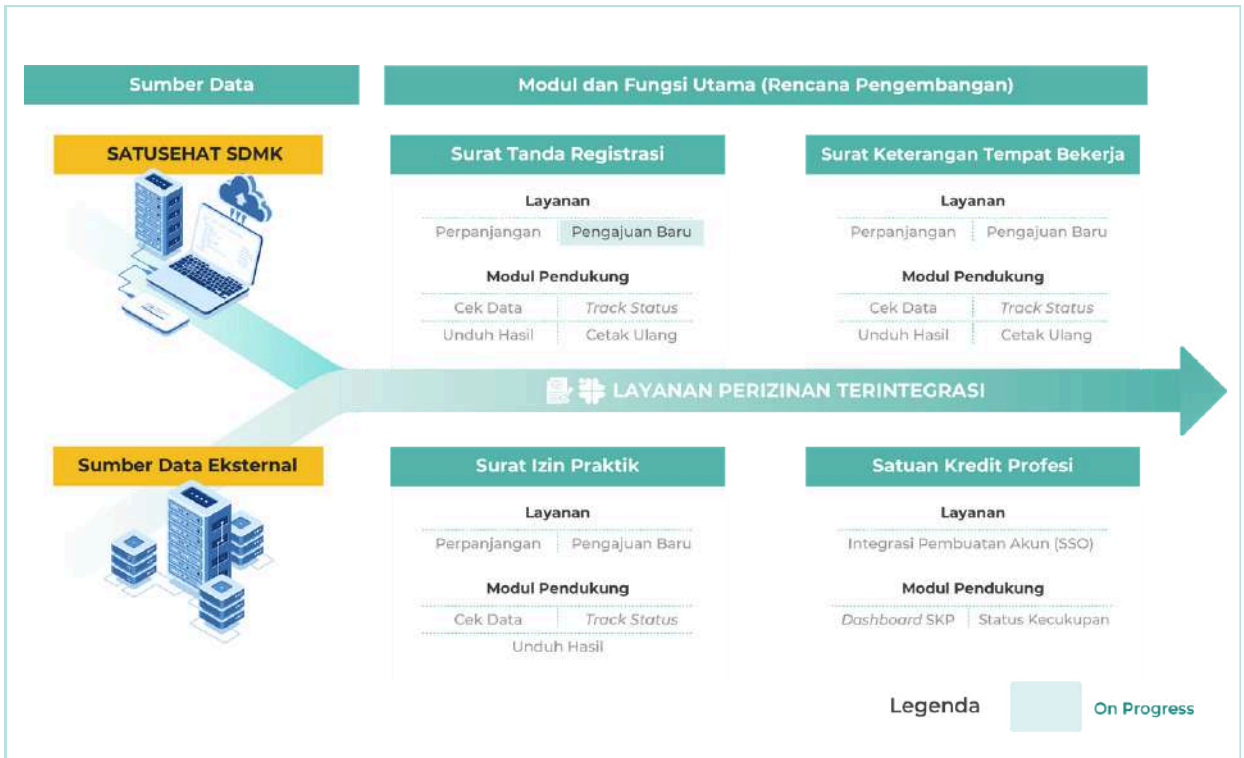 Sumber Data
Modul dan Fungsi Utama (Rencana Pengembangan)
SATUSEHAT SDMK
Surat Tanda Registrasi
Layanan
Perpanjangan
Pengajuan Baru
Modul Pendukung
Cek Data
Track Status
Unduh Hasil
Cetak Ulang
Surat Keterangan Tempat Bekerja
Layanan
Perpanjangan
Pengajuan Baru
Modul Pendukung
Cek Data
Track Status
Unduh Hasil
Cetak Ulang
LAYANAN PERIZINAN TERINTEGRASI
Sumber Data Eksternal
Surat Izin Praktik
Layanan
Perpanjangan
Pengajuan Baru
Modul Pendukung
Cek Data
Track Status
Unduh Hasil
Satuan Kredit Profesi
Layanan
Integrasi Pembuatan Akun (SSO)
Modul Pendukung
Dashboard SKP
Status Kecukupan
Legenda
On Progress